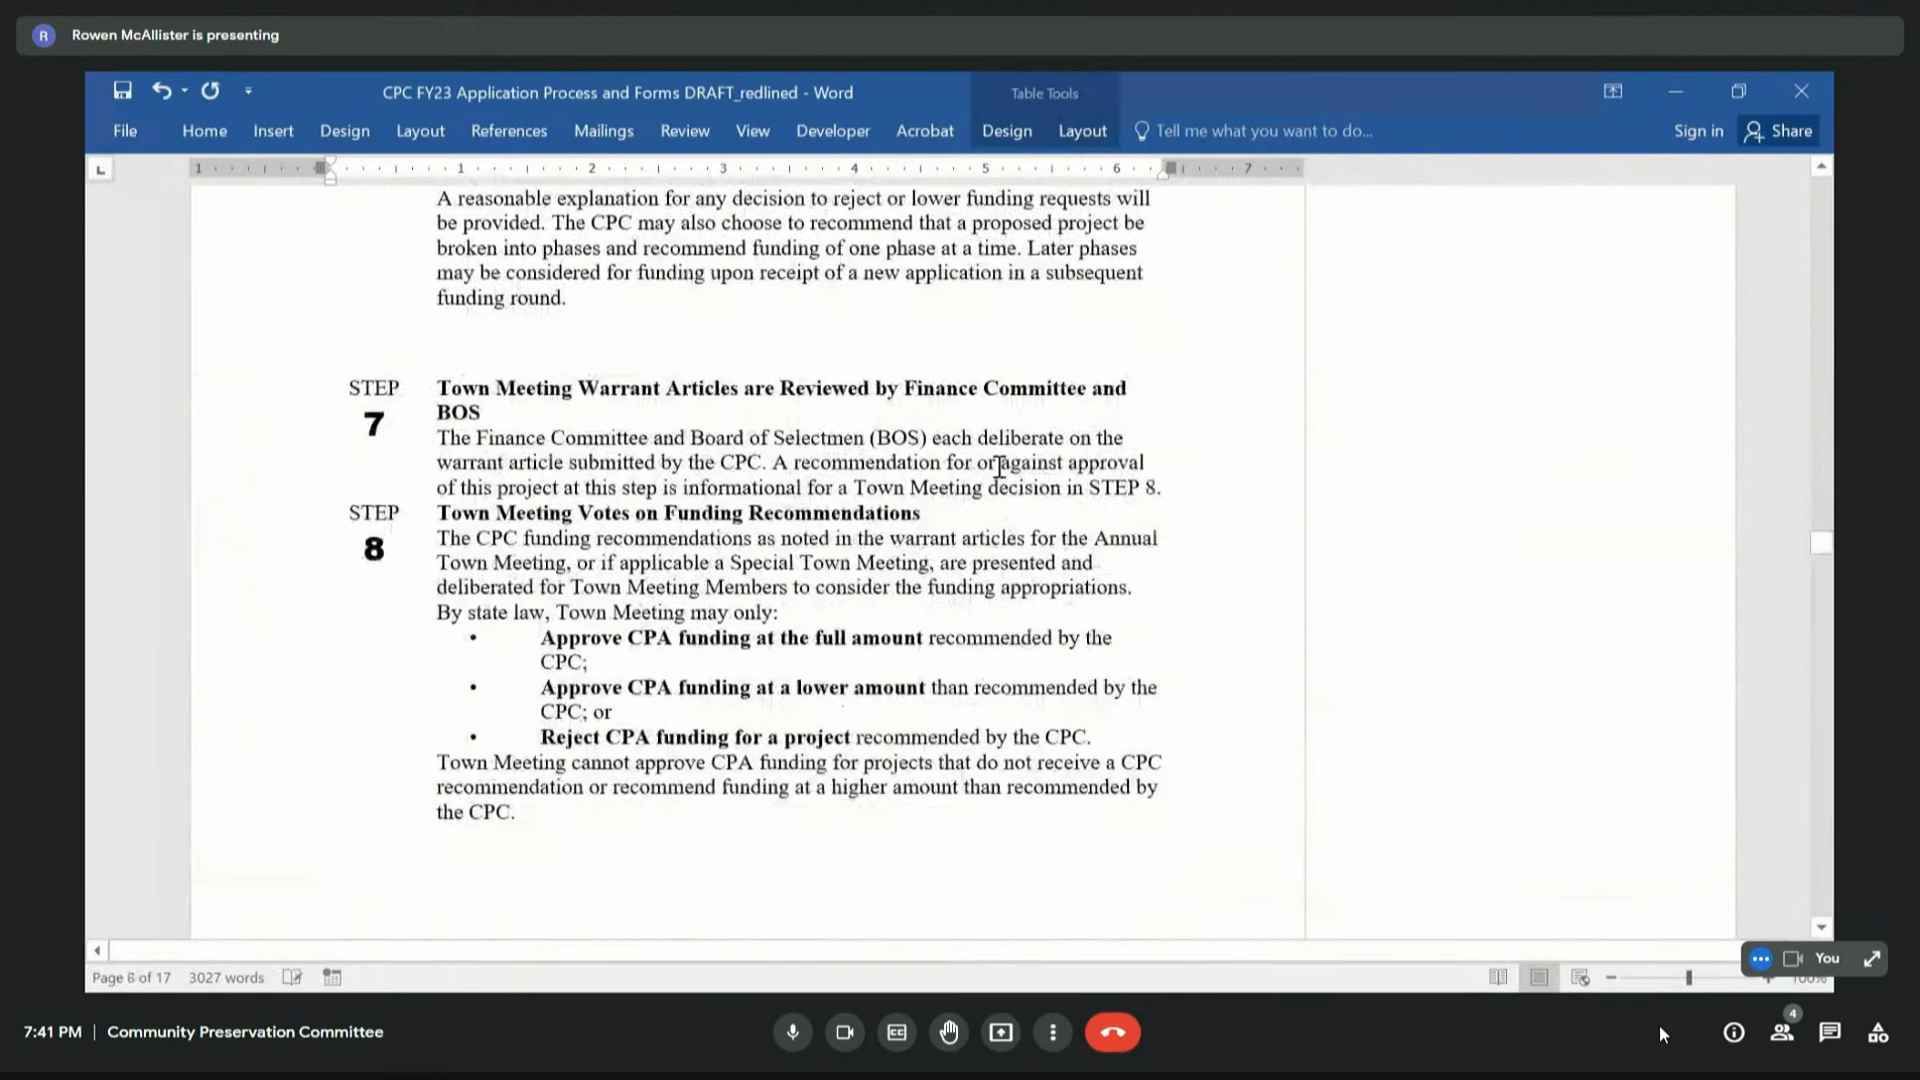 R Rowen McAllister is presenting
CPC FY23 Application Process and Forms DRAFT_redlined - Word
Table Tools
File Home Insert Design Layout References Mailings Review View Developer Acrobat Design Layout Tell me what you want to do... Sign in Share
L 1 1 2 3 4 5 6 7
A reasonable explanation for any decision to reject or lower funding requests will
be provided. The CPC may also choose to recommend that a proposed project be
broken into phases and recommend funding of one phase at a time. Later phases
may be considered for funding upon receipt of a new application in a subsequent
funding round.
STEP
7
Town Meeting Warrant Articles are Reviewed by Finance Committee and
BOS
The Finance Committee and Board of Selectmen (BOS) each deliberate on the
warrant article submitted by the CPC. A recommendation for or against approval
of this project at this step is informational for a Town Meeting decision in STEP 8.
STEP
8
Town Meeting Votes on Funding Recommendations
The CPC funding recommendations as noted in the warrant articles for the Annual
Town Meeting, or if applicable a Special Town Meeting, are presented and
deliberated for Town Meeting Members to consider the funding appropriations.
By state law, Town Meeting may only:
• Approve CPA funding at the full amount recommended by the
CPC;
• Approve CPA funding at a lower amount than recommended by the
CPC; or
• Reject CPA funding for a project recommended by the CPC.
Town Meeting cannot approve CPA funding for projects that do not receive a CPC
recommendation or recommend funding at a higher amount than recommended by
the CPC.
You
Page 6 of 17 3027 words
100%
7:41 PM | Community Preservation Committee
CC
4